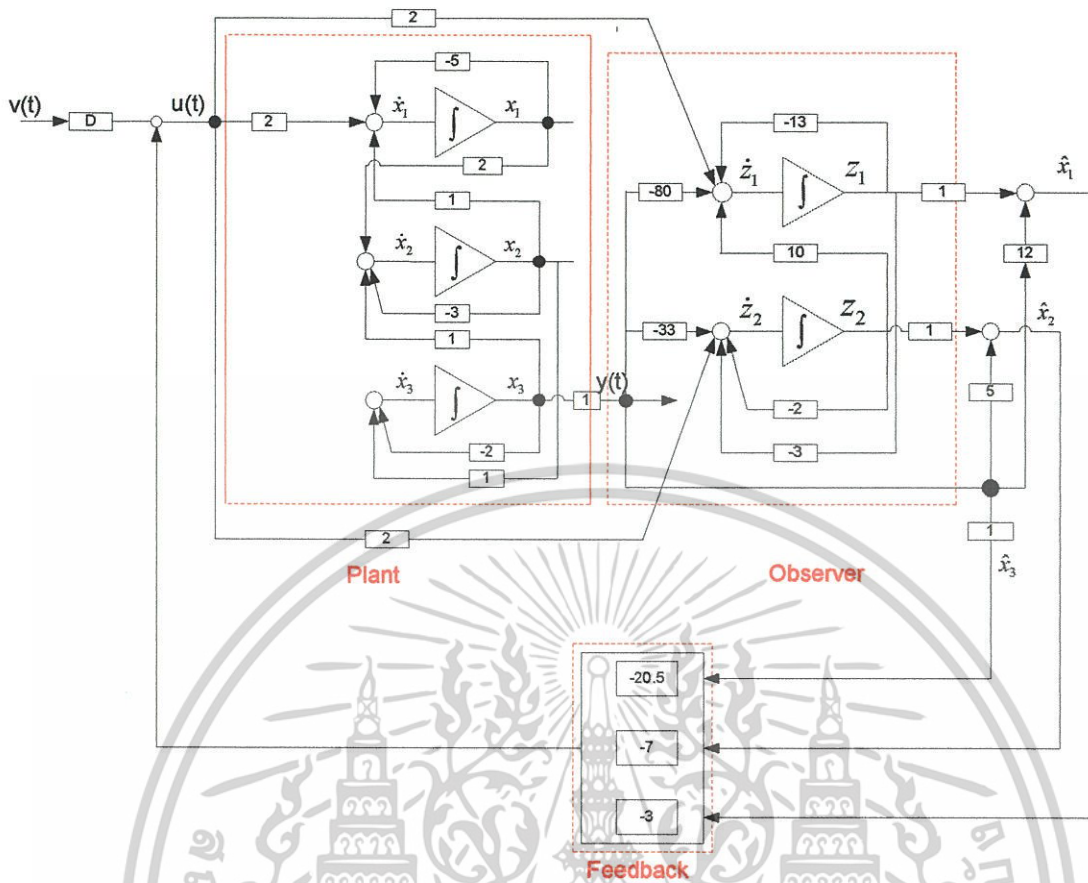 2
-5
v(t)
D
u(t)
2
ẋ₁
∫
x₁
2
1
ẋ₂
∫
x₂
-3
1
ẋ₃
∫
x₃
1
y(t)
-2
1
2
Plant
-13
-80
ż₁
∫
z₁
1
x̂₁
10
12
-33
ż₂
∫
z₂
1
x̂₂
-2
5
-3
1
x̂₃
Observer
-20.5
-7
-3
Feedback